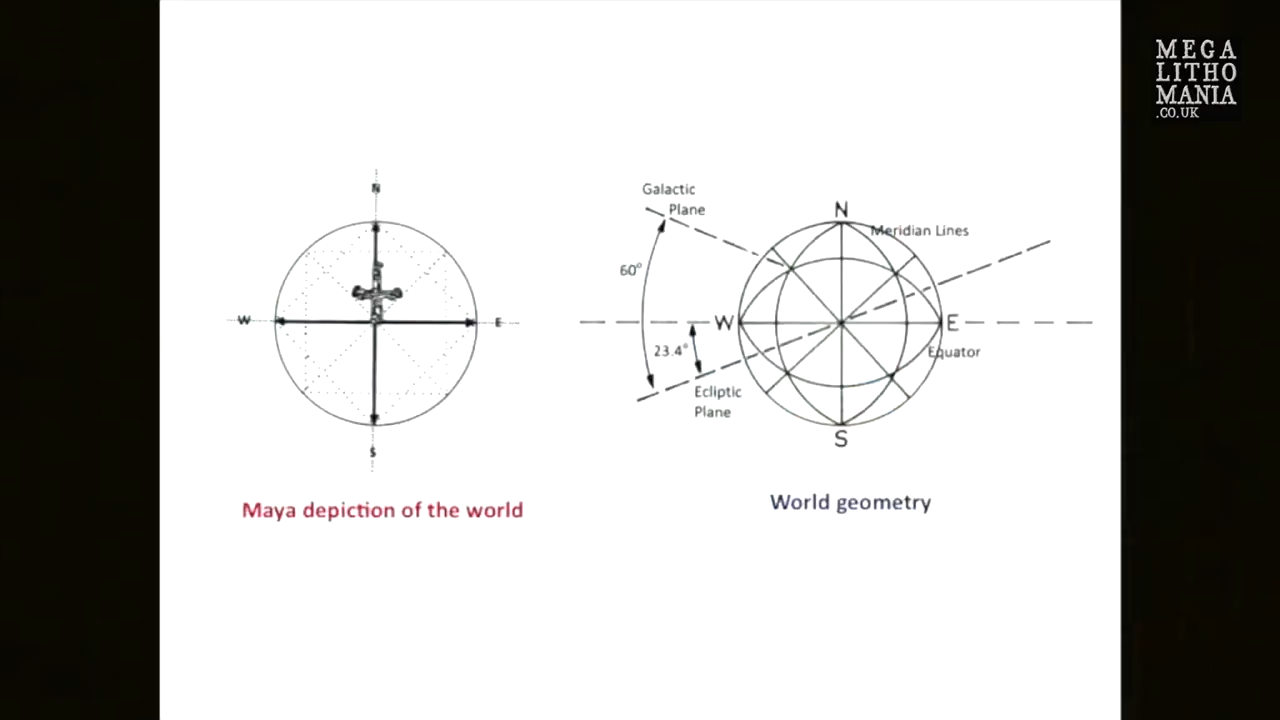 MEGA
LITHO
MANIA
.CO.UK
N
W
E
S
Maya depiction of the world
Galactic
Plane
N
Meridian Lines
60°
W
E
23.4°
Equator
Ecliptic
Plane
S
World geometry